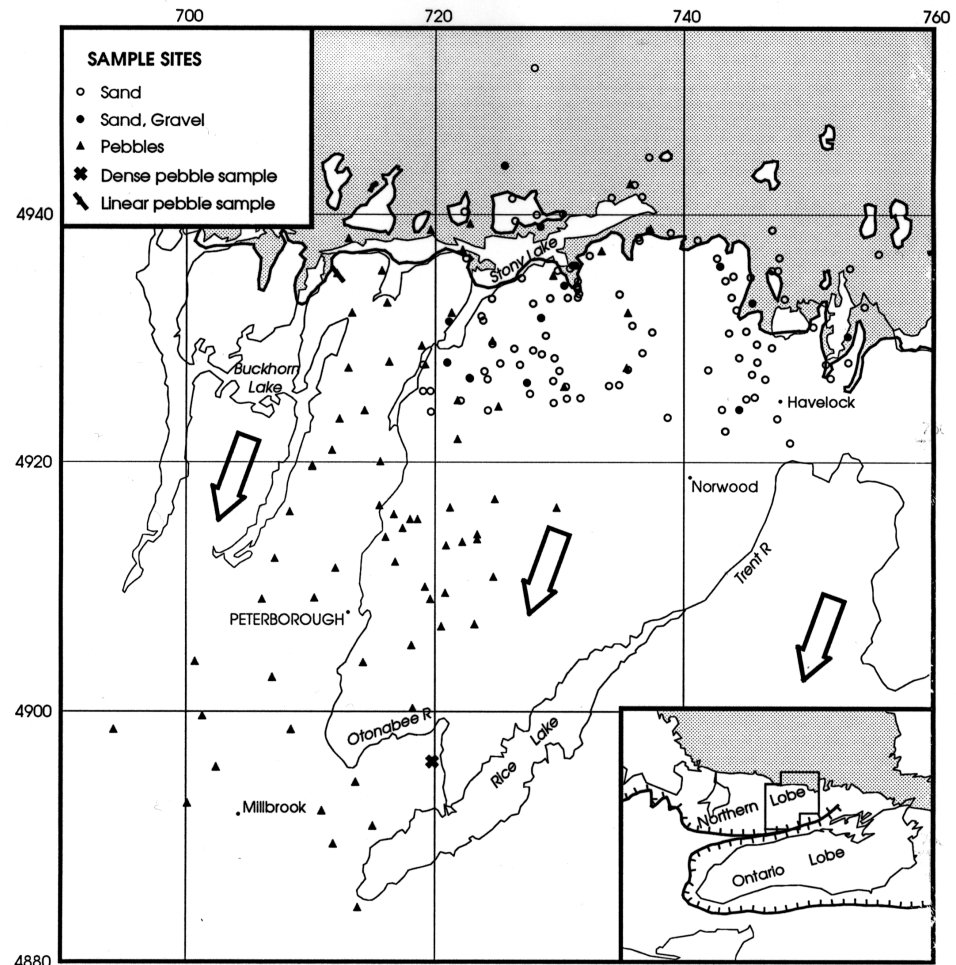 700 720 740 760
SAMPLE SITES
Sand
Sand, Gravel
Pebbles
Dense pebble sample
Linear pebble sample
4940
Stony Lake
Buckhorn
Lake
Havelock
4920
Norwood
Trent R
PETERBOROUGH
4900
Otonabee R
Rice Lake
Millbrook
Northern Lobe
Ontario Lobe
4880